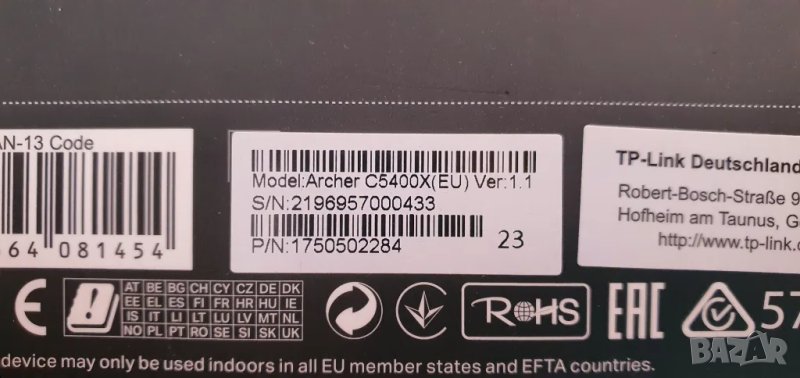 AN-13 Code
64 081454
Model:Archer C5400X(EU) Ver:1.1
S/N:2196957000433
P/N:1750502284
23
TP-Link Deutschland
Robert-Bosch-Straße 9
Hofheim am Taunus, G
http://www.tp-link.
CE
AT BE BG CH CY CZ DE DK
EE EL ES FI FR HR HU IE
IS IT LI LT LU LV MT NL
NO PL PT RO SE SI SK UK
RoHS
EAC
57
device may only be used indoors in all EU member states and EFTA countries.
BAZAR